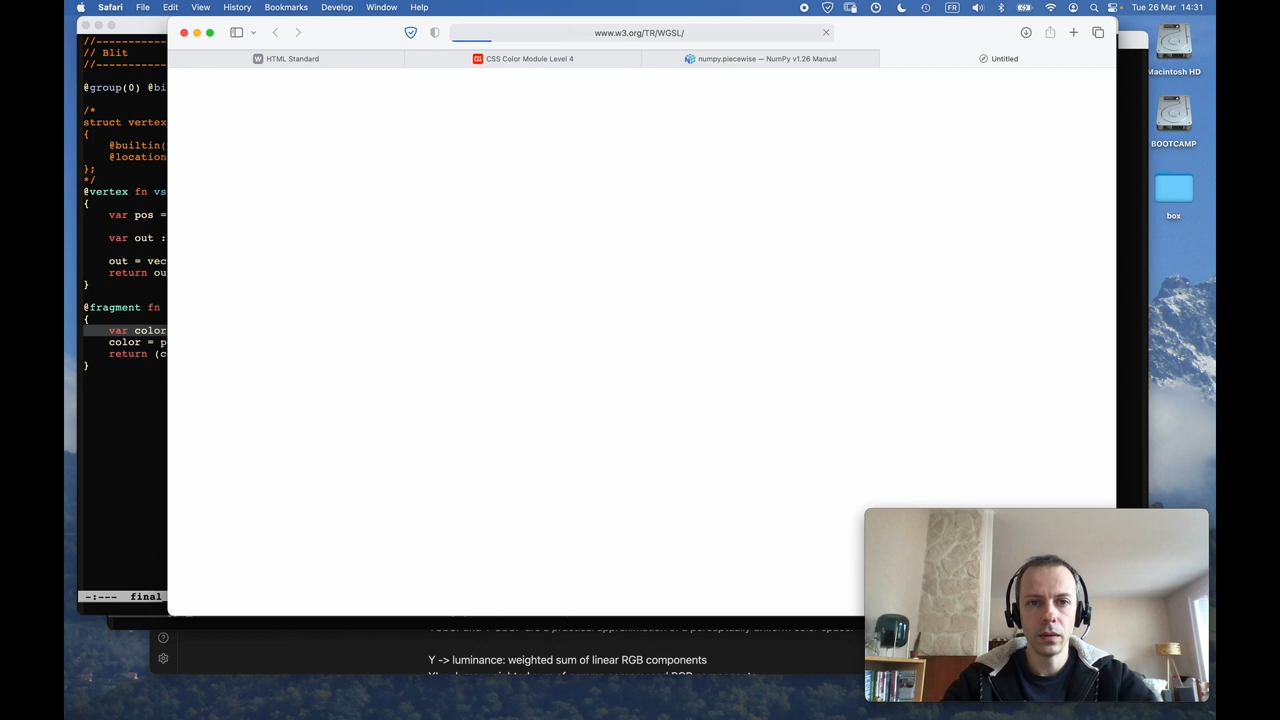 Safari File Edit View History Bookmarks Develop Window Help FR Tue 26 Mar 14:31
www.w3.org/TR/WGSL/
HTML Standard
CSS Color Module Level 4
numpy.piecewise — NumPy v1.26 Manual
Untitled
//----------
// Blit
//----------
@group(0) @bi
/*
struct vertex
{
@builtin(
@location
};
*/
@vertex fn vs
{
var pos =
var out :
out = vec
return ou
}
@fragment fn
{
var color
color = p
return (c
}
-:--- final_
Macintosh HD
BOOTCAMP
box
Y -> luminance: weighted sum of linear RGB components